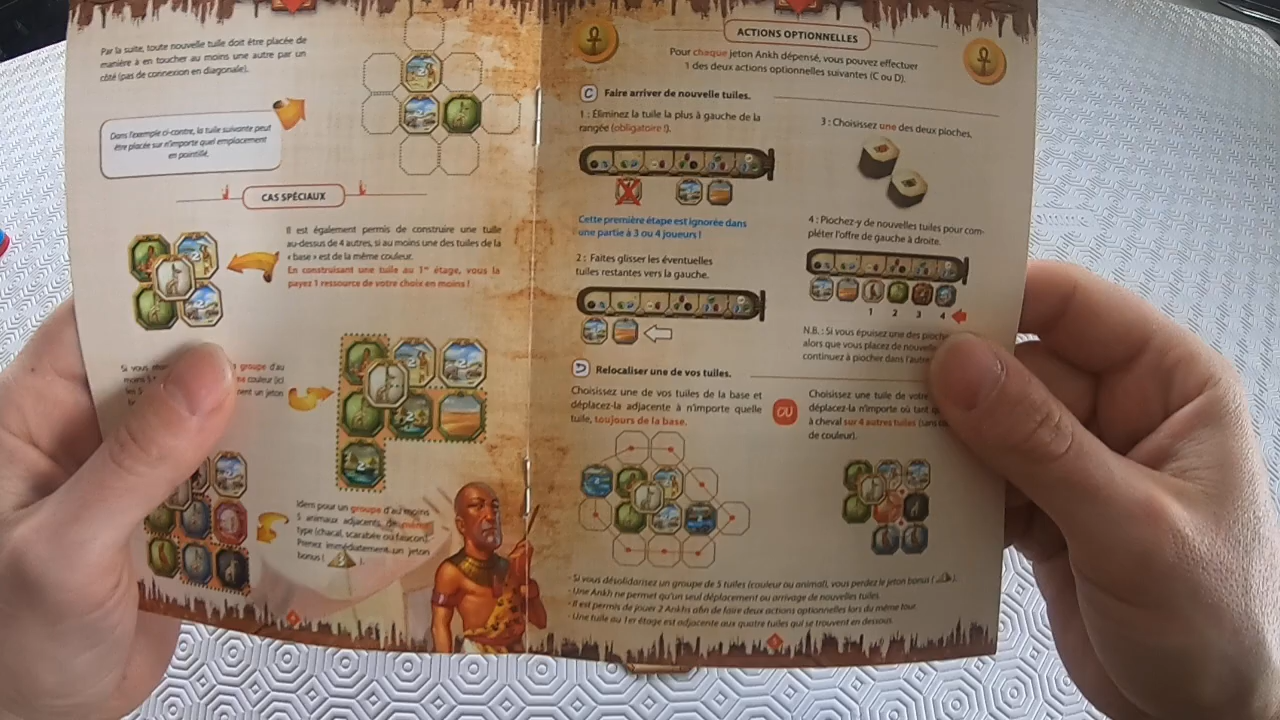 Par la suite, toute nouvelle tuile doit être placée de
manière à en toucher au moins une autre par un
côté (pas de connexion en diagonale).
Dans l'exemple ci-contre, la tuile suivante peut
être placée sur n'importe quel emplacement
en pointillé.
CAS SPÉCIAUX
Il est également permis de construire une tuile
au-dessus de 4 autres, si au moins une des tuiles de la
« base » est de la même couleur.
En construisant une tuile au 1er étage, vous la
payez 1 ressource de votre choix en moins !
Si vous groupe d'au
moins 5 couleur (ici
les 5 un jeton
Idem pour un groupe d'au moins
5 animaux adjacents, de même
type (chacal, scarabée ou faucon).
Prenez immédiatement un jeton
bonus ( ).
ACTIONS OPTIONNELLES
Pour chaque jeton Ankh dépensé, vous pouvez effectuer
1 des deux actions optionnelles suivantes (C ou D).
C Faire arriver de nouvelle tuiles.
1 : Eliminez la tuile la plus à gauche de la
rangée (obligatoire !).
Cette première étape est ignorée dans
une partie à 3 ou 4 joueurs !
2 : Faites glisser les éventuelles
tuiles restantes vers la gauche.
3 : Choisissez une des deux pioches.
4 : Piochez-y de nouvelles tuiles pour com-
pléter l'offre de gauche à droite.
1 2 3 4
N.B. : Si vous épuisez une des pioche
alors que vous placez de nouvelle
continuez à piocher dans l'autre
D Relocaliser une de vos tuiles.
Choisissez une de vos tuiles de la base et
déplacez-la adjacente à n'importe quelle
tuile, toujours de la base.
OU
Choisissez une tuile de votre
déplacez-la n'importe où tant
à cheval sur 4 autres tuiles (sans
de couleur).
- Si vous désolidarisez un groupe de 5 tuiles (couleur ou animal), vous perdez le jeton bonus ( ).
- Une Ankh ne permet qu'un seul déplacement ou arrivage de nouvelles tuiles.
- Il est permis de jouer 2 Ankhs afin de faire deux actions optionnelles lors du même tour.
- Une tuile au 1er étage est adjacente aux quatre tuiles qui se trouvent en dessous.